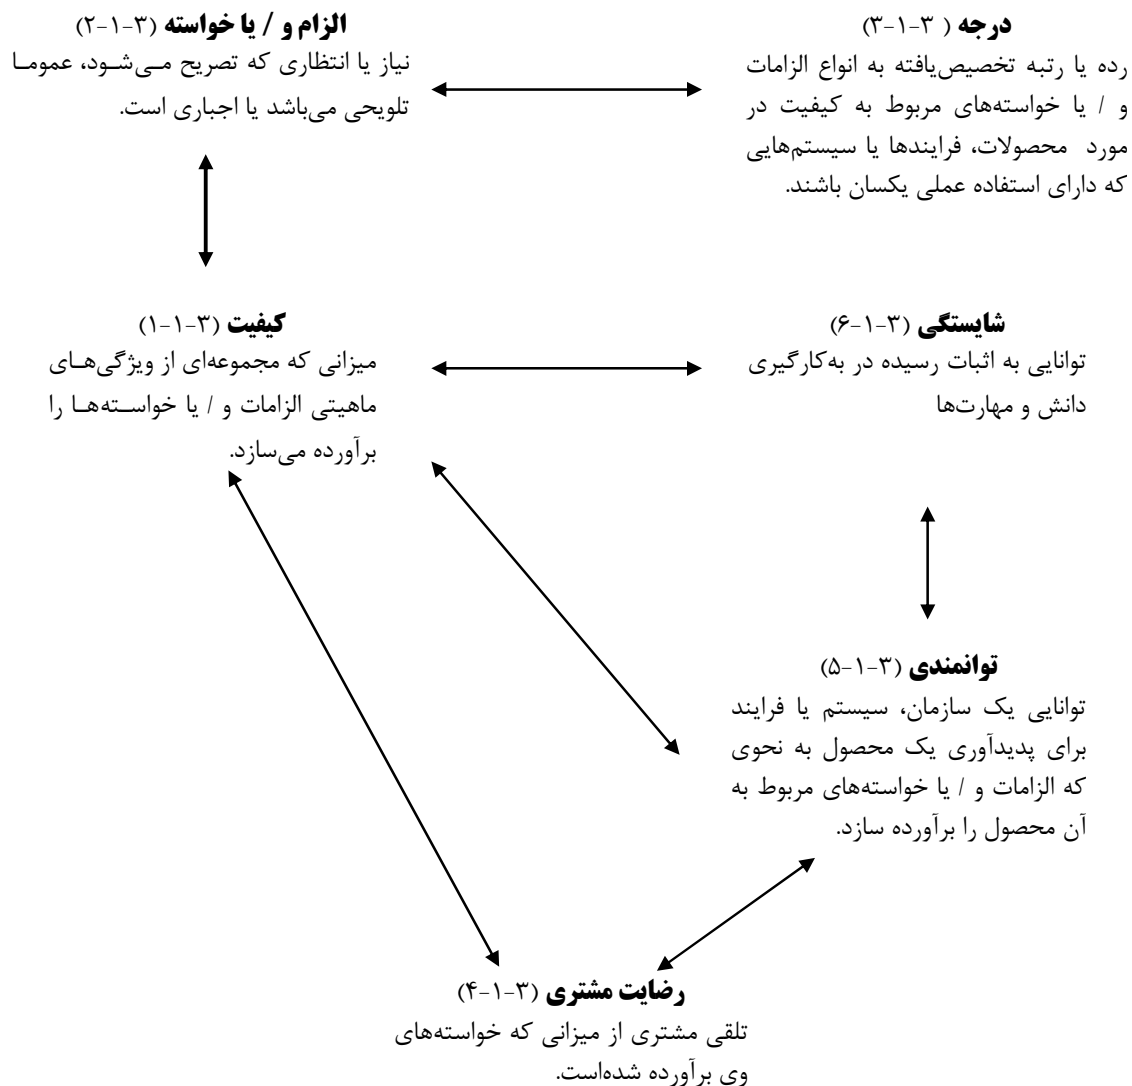 درجه ( ۳-۱-۳)
رده یا رتبه تخصیص‌یافته به انواع الزامات
و / یا خواسته‌های مربوط به کیفیت در
مورد محصولات، فرایندها یا سیستم‌هایی
که دارای استفاده عملی یکسان باشند.
الزام و / یا خواسته (۳-۱-۲)
نیاز یا انتظاری که تصریح مـی‌شـود، عمومـا
تلویحی می‌باشد یا اجباری است.
شایستگی (۳-۱-۶)
توانایی به اثبات رسیده در به‌کارگیری
دانش و مهارت‌ها
کیفیت (۳-۱-۱)
میزانی که مجموعه‌ای از ویژگی‌هـای
ماهیتی الزامات و / یا خواسـته‌هـا را
برآورده می‌سازد.
توانمندی (۳-۱-۵)
توانایی یک سازمان، سیستم یا فرایند
برای پدیدآوری یک محصول به نحوی
که الزامات و / یا خواسته‌های مربوط به
آن محصول را برآورده سازد.
رضایت مشتری (۳-۱-۴)
تلقی مشتری از میزانی که خواسته‌های
وی برآورده شده‌است.